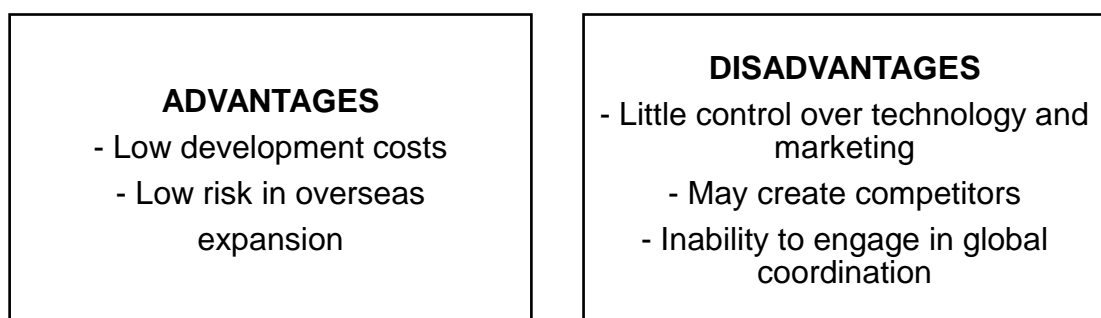 ADVANTAGES
- Low development costs
- Low risk in overseas
expansion
DISADVANTAGES
- Little control over technology and
marketing
- May create competitors
- Inability to engage in global
coordination